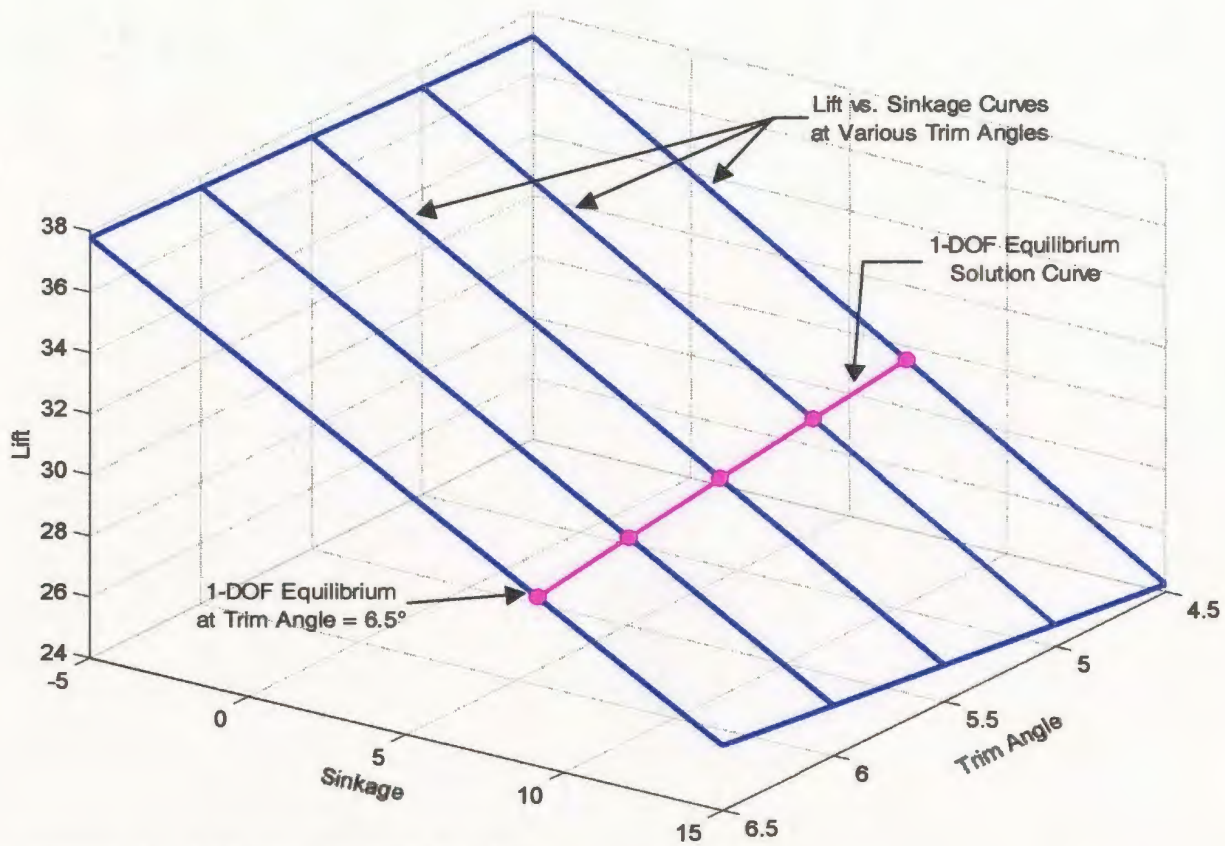 Lift vs. Sinkage Curves
at Various Trim Angles
1-DOF Equilibrium
Solution Curve
38
36
34
32
30
28
26
24
Lift
1-DOF Equilibrium
at Trim Angle = 6.5º
-5
0
5
10
15
Sinkage
4.5
5
5.5
6
6.5
Trim Angle